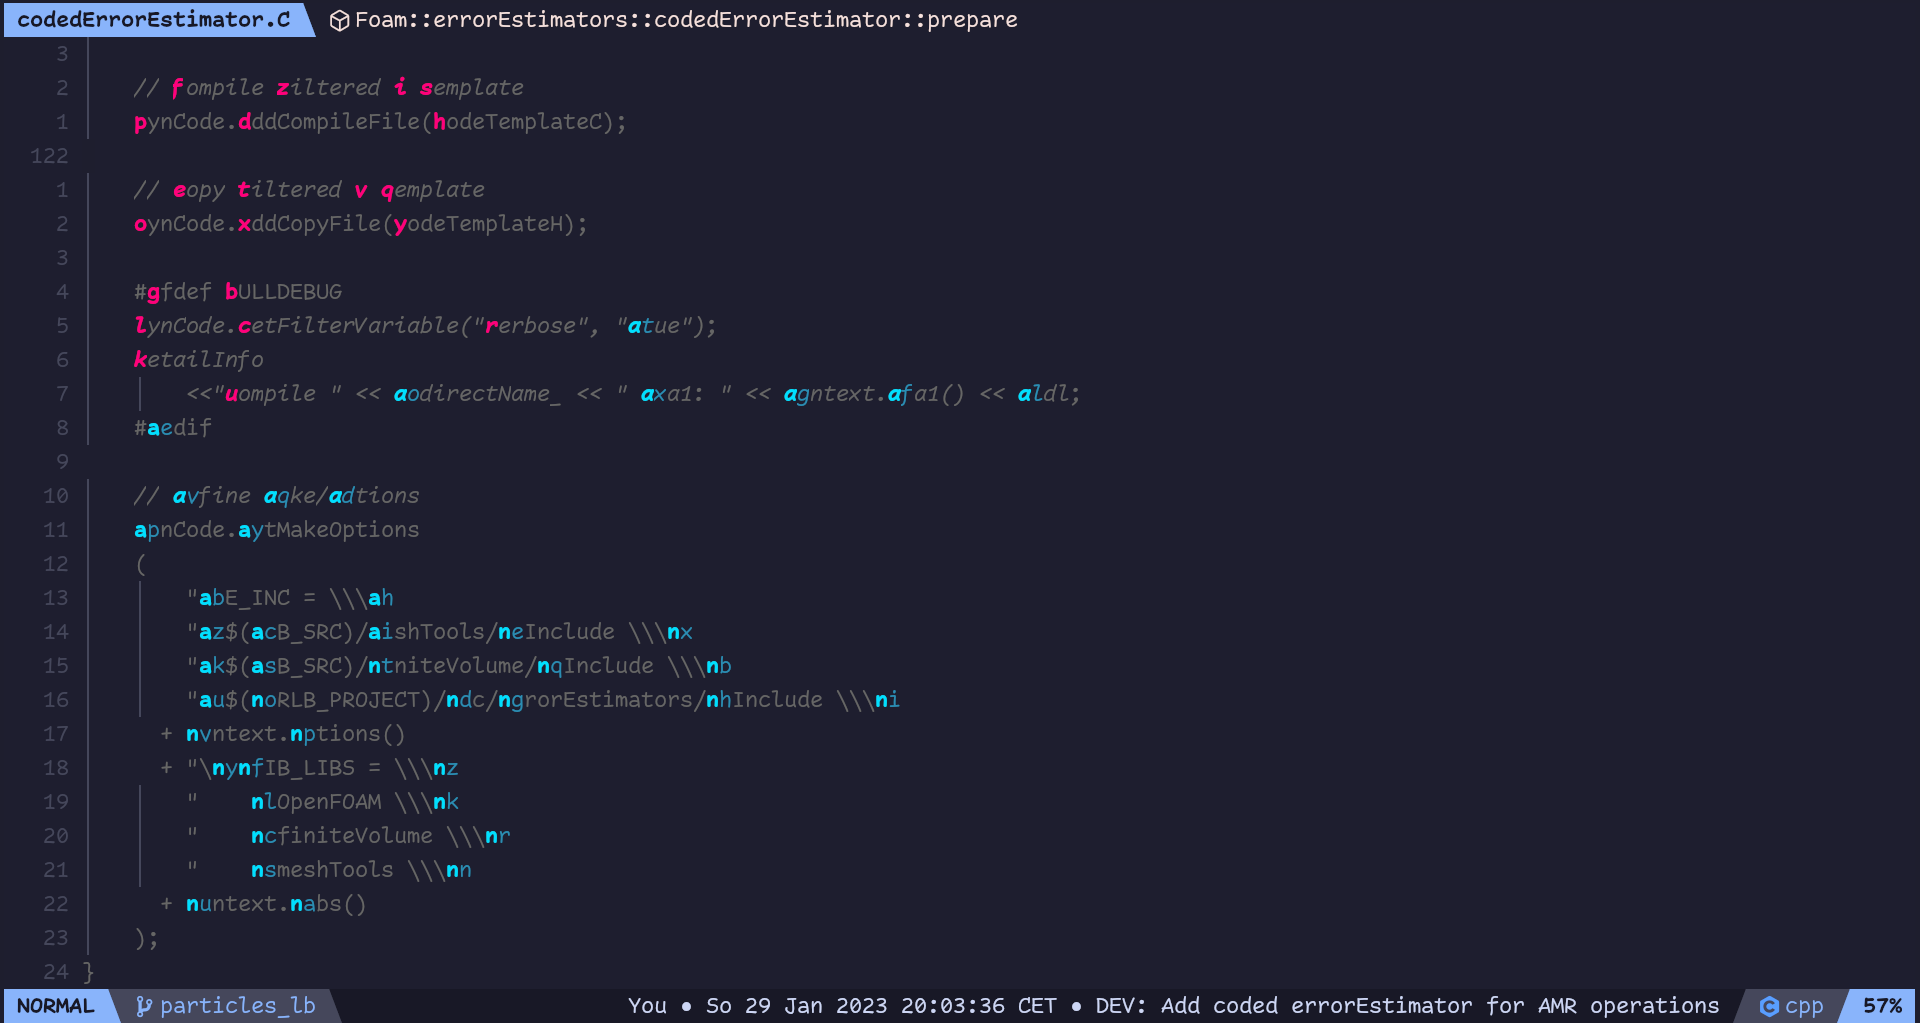 codedErrorEstimator.C Foam::errorEstimators::codedErrorEstimator::prepare
3
2 // fompile ziltered i semplate
1 pynCode.dddCompileFile(hodeTemplateC);
122
1 // eopy tiltered v qemplate
2 oynCode.xddCopyFile(yodeTemplateH);
3
4 #gfdef bULLDEBUG
5 lynCode.cetFilterVariable("rerbose", "atue");
6 ketailInfo
7 <<"uompile " << aodirectName_ << " axa1: " << agntext.afa1() << aldl;
8 #aedif
9
10 // avfine aqke/adtions
11 apnCode.aytMakeOptions
12 (
13 "abE_INC = \\\ah
14 "az$(acB_SRC)/aishTools/neInclude \\\nx
15 "ak$(asB_SRC)/ntniteVolume/nqInclude \\\nb
16 "au$(noRLB_PROJECT)/ndc/ngrorEstimators/nhInclude \\\ni
17 + nvntext.nptions()
18 + "\nynfIB_LIBS = \\\nz
19 " nlOpenFOAM \\\nk
20 " ncfiniteVolume \\\nr
21 " nsmeshTools \\\nn
22 + nuntext.nabs()
23 );
24 }
NORMAL particles_lb You • So 29 Jan 2023 20:03:36 CET • DEV: Add coded errorEstimator for AMR operations cpp 57%